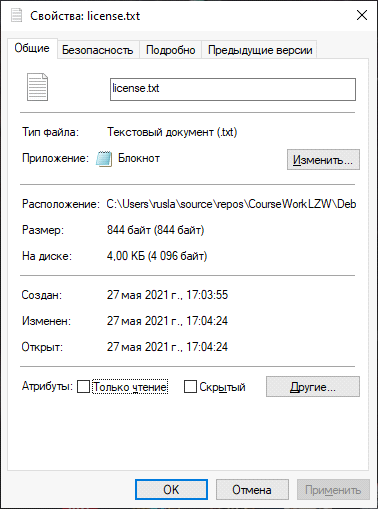 Свойства: license.txt
Общие Безопасность Подробно Предыдущие версии
license.txt
Тип файла: Текстовый документ (.txt)
Приложение: Блокнот Изменить...
Расположение: C:\Users\rusla\source\repos\CourseWorkLZW\Deb
Размер: 844 байт (844 байт)
На диске: 4,00 КБ (4 096 байт)
Создан: 27 мая 2021 г., 17:03:55
Изменен: 27 мая 2021 г., 17:04:24
Открыт: 27 мая 2021 г., 17:04:24
Атрибуты: Только чтение Скрытый Другие...
OK Отмена Применить